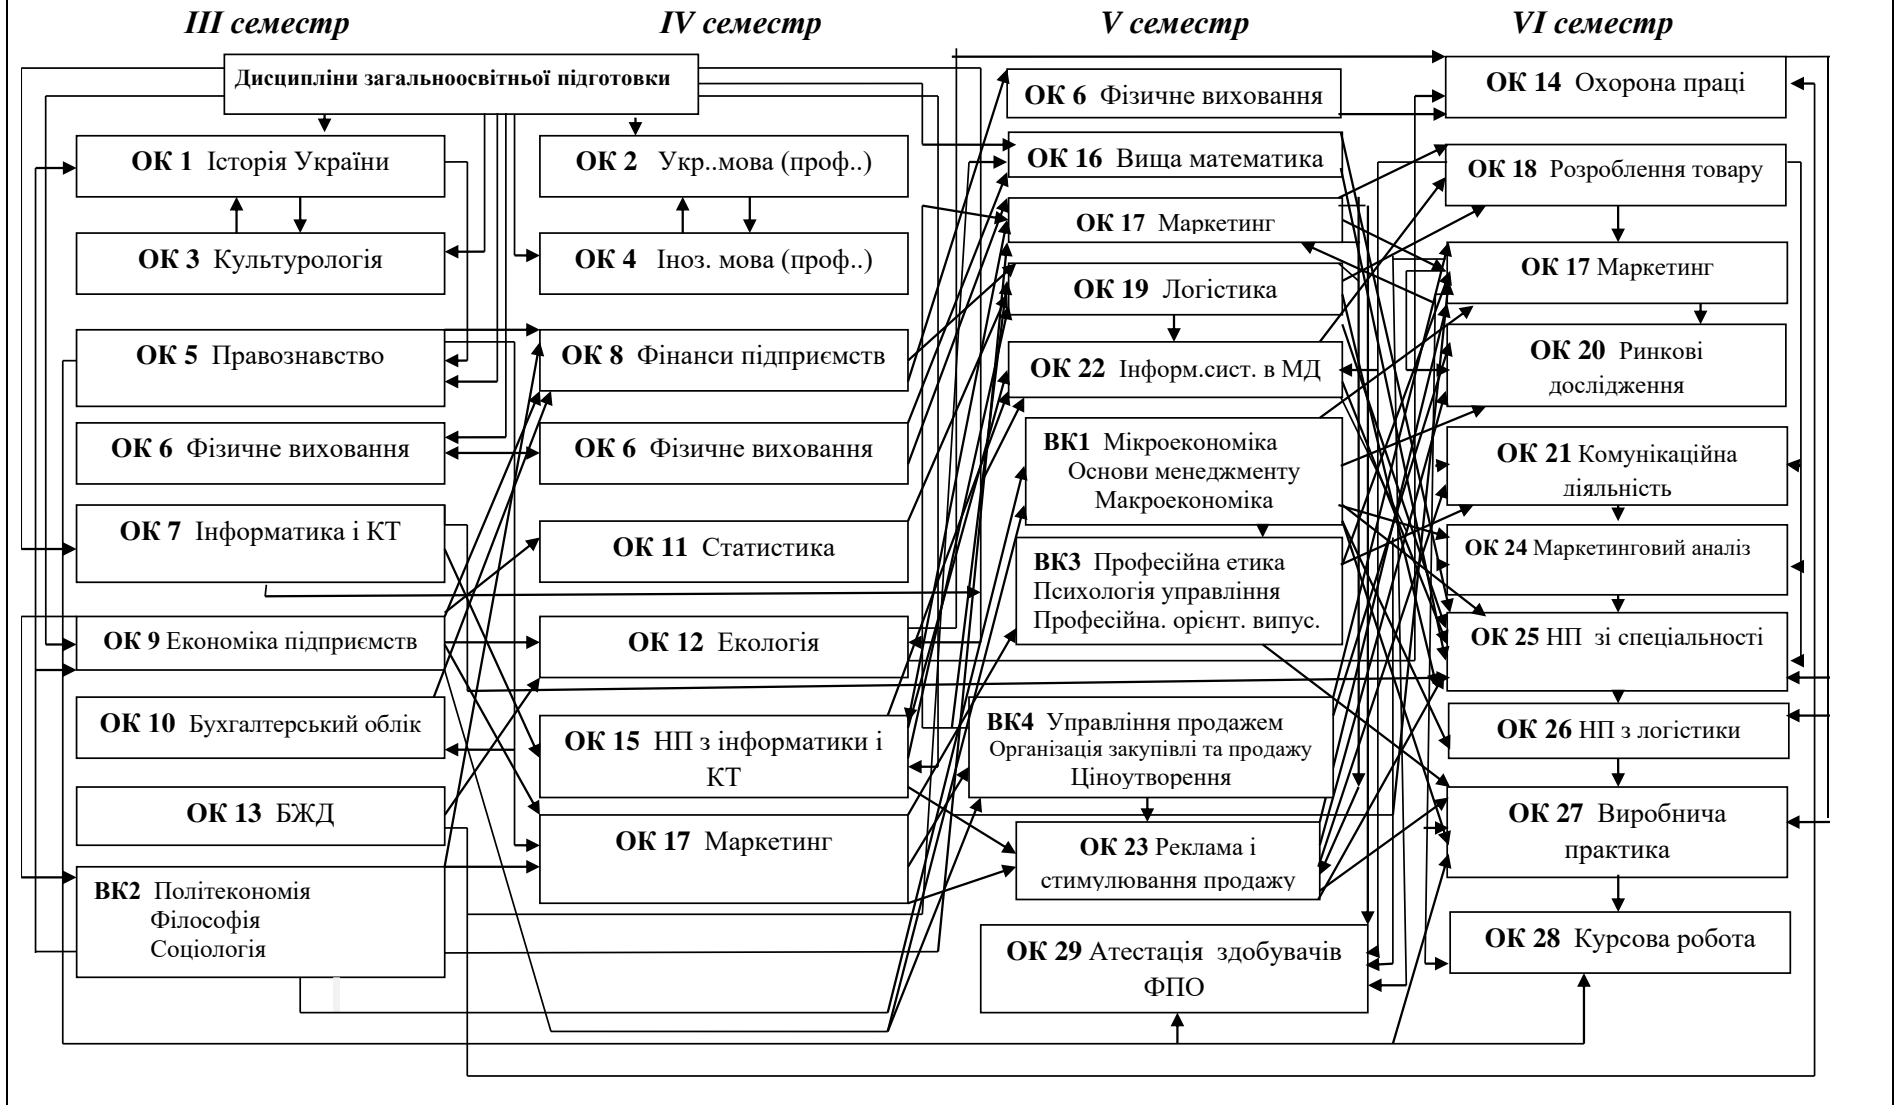 III семестр
IV семестр
V семестр
VI семестр
Дисципліни загальноосвітньої підготовки
ОК 1 Історія України
ОК 3 Культурологія
ОК 5 Правознавство
ОК 6 Фізичне виховання
ОК 7 Інформатика і КТ
ОК 9 Економіка підприємств
ОК 10 Бухгалтерський облік
ОК 13 БЖД
ВК2 Політекономія
Філософія
Соціологія
ОК 2 Укр..мова (проф..)
ОК 4 Іноз. мова (проф..)
ОК 8 Фінанси підприємств
ОК 6 Фізичне виховання
ОК 11 Статистика
ОК 12 Екологія
ОК 15 НП з інформатики і
КТ
ОК 17 Маркетинг
ОК 6 Фізичне виховання
ОК 16 Вища математика
ОК 17 Маркетинг
ОК 19 Логістика
ОК 22 Інформ.сист. в МД
ВК1 Мікроекономіка
Основи менеджменту
Макроекономіка
ВК3 Професійна етика
Психологія управління
Професійна. орієнт. випус.
ВК4 Управління продажем
Організація закупівлі та продажу
Ціноутворення
ОК 23 Реклама і
стимулювання продажу
ОК 29 Атестація здобувачів
ФПО
ОК 14 Охорона праці
ОК 18 Розроблення товару
ОК 17 Маркетинг
ОК 20 Ринкові
дослідження
ОК 21 Комунікаційна
діяльність
ОК 24 Маркетинговий аналіз
ОК 25 НП зі спеціальності
ОК 26 НП з логістики
ОК 27 Виробнича
практика
ОК 28 Курсова робота